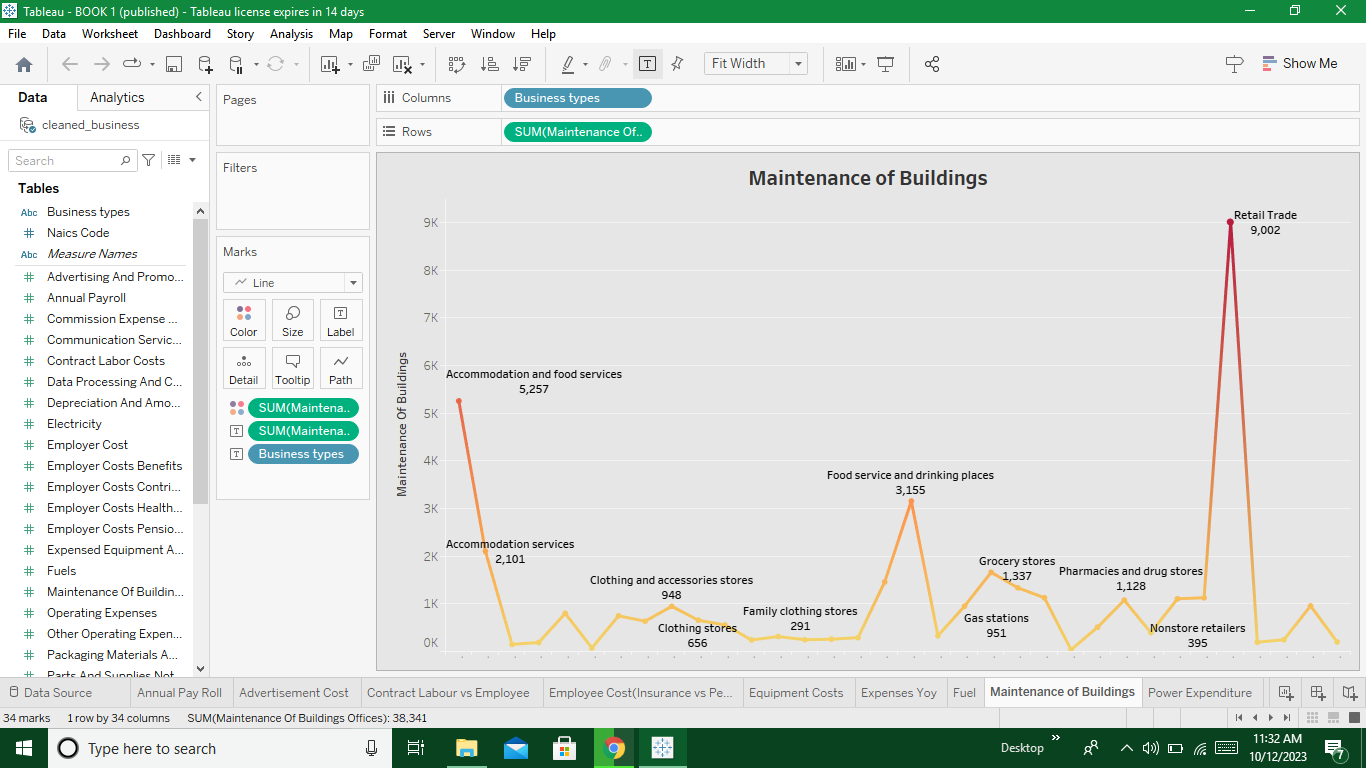 Tableau - BOOK 1 (published) - Tableau license expires in 14 days
File Data Worksheet Dashboard Story Analysis Map Format Server Window Help
Fit Width
Show Me
Data Analytics
cleaned_business
Search
Tables
Abc Business types
# Naics Code
Abc Measure Names
# Advertising And Promo...
# Annual Payroll
# Commission Expense ...
# Communication Servic...
# Contract Labor Costs
# Data Processing And C...
# Depreciation And Amo...
# Electricity
# Employer Cost
# Employer Costs Benefits
# Employer Costs Contri...
# Employer Costs Health...
# Employer Costs Pensio...
# Expensed Equipment A...
# Fuels
# Maintenance Of Buildin...
# Operating Expenses
# Other Operating Expen...
# Packaging Materials A...
# Parts And Supplies Not
Pages
Filters
Marks
Line
Color Size Label
Detail Tooltip Path
SUM(Maintena..
T SUM(Maintena..
T Business types
Columns Business types
Rows SUM(Maintenance Of..
Maintenance of Buildings
Maintenance Of Buildings
9K
8K
7K
6K
5K
4K
3K
2K
1K
0K
Accommodation and food services
5,257
Accommodation services
2,101
Clothing and accessories stores
948
Clothing stores
656
Family clothing stores
291
Food service and drinking places
3,155
Gas stations
951
Grocery stores
1,337
Pharmacies and drug stores
1,128
Nonstore retailers
395
Retail Trade
9,002
Data Source Annual Pay Roll Advertisement Cost Contract Labour vs Employee Employee Cost(Insurance vs Pe... Equipment Costs Expenses Yoy Fuel Maintenance of Buildings Power Expenditure
34 marks 1 row by 34 columns SUM(Maintenance Of Buildings Offices): 38,341
Type here to search
Desktop
11:32 AM
10/12/2023
7